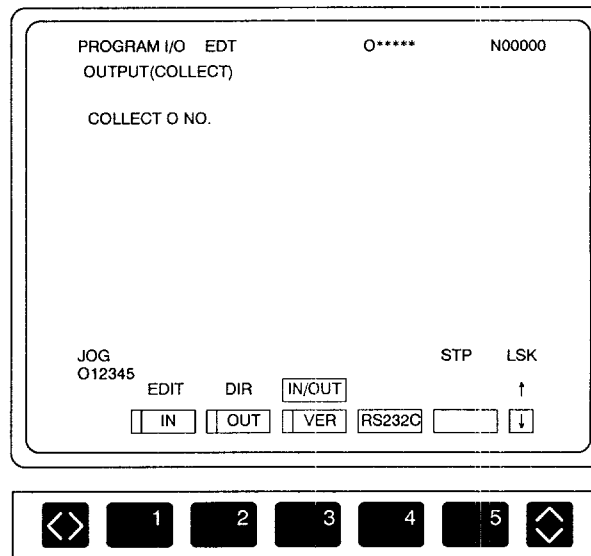 PROGRAM I/O EDT O***** N00000
OUTPUT(COLLECT)
COLLECT O NO.
JOG STP LSK
O12345
EDIT DIR IN/OUT ↑
IN OUT VER RS232C ↓
1 2 3 4 5